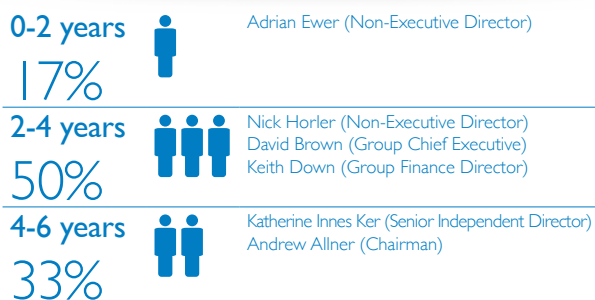 0-2 years
17%
Adrian Ewer (Non-Executive Director)
2-4 years
50%
Nick Horler (Non-Executive Director)
David Brown (Group Chief Executive)
Keith Down (Group Finance Director)
4-6 years
33%
Katherine Innes Ker (Senior Independent Director)
Andrew Allner (Chairman)